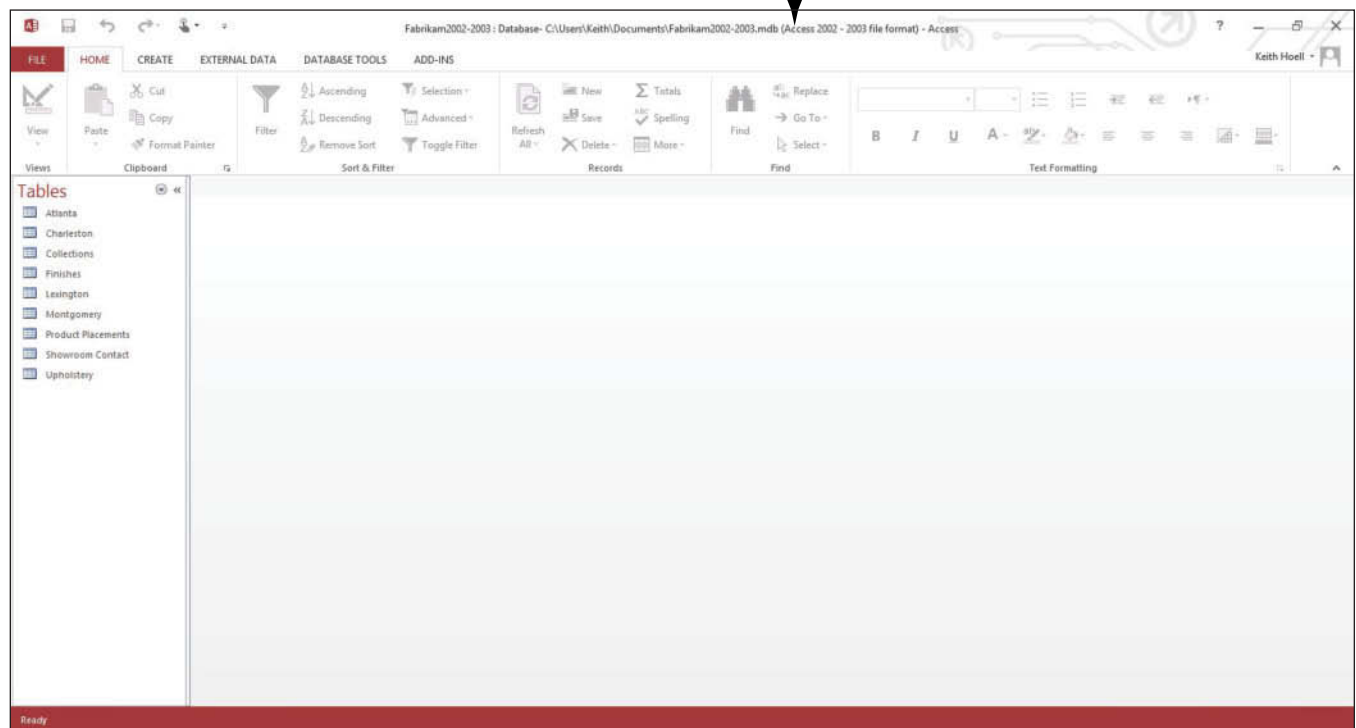 Fabrikam2002-2003 : Database- C:\Users\Keith\Documents\Fabrikam2002-2003.mdb (Access 2002 - 2003 file format) - Access
?
FILE HOME CREATE EXTERNAL DATA DATABASE TOOLS ADD-INS Keith Hoell
View
Views
Paste
Cut
Copy
Format Painter
Clipboard
Filter
Ascending
Descending
Remove Sort
Selection
Advanced
Toggle Filter
Sort & Filter
Refresh
All
New
Save
Delete
Totals
Spelling
More
Records
Find
Replace
Go To
Select
Find
B I U A
Text Formatting
Tables
Atlanta
Charleston
Collections
Finishes
Lexington
Montgomery
Product Placements
Showroom Contact
Upholstery
Ready